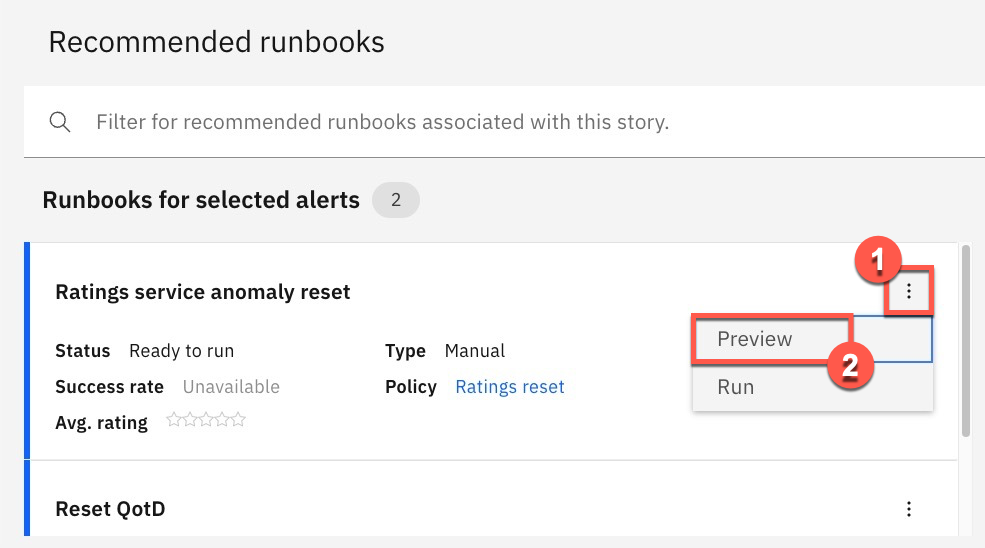 Recommended runbooks
Filter for recommended runbooks associated with this story.
Runbooks for selected alerts 2
1
Ratings service anomaly reset
Preview
2
Run
Status Ready to run Type Manual
Success rate Unavailable Policy Ratings reset
Avg. rating
Reset QotD